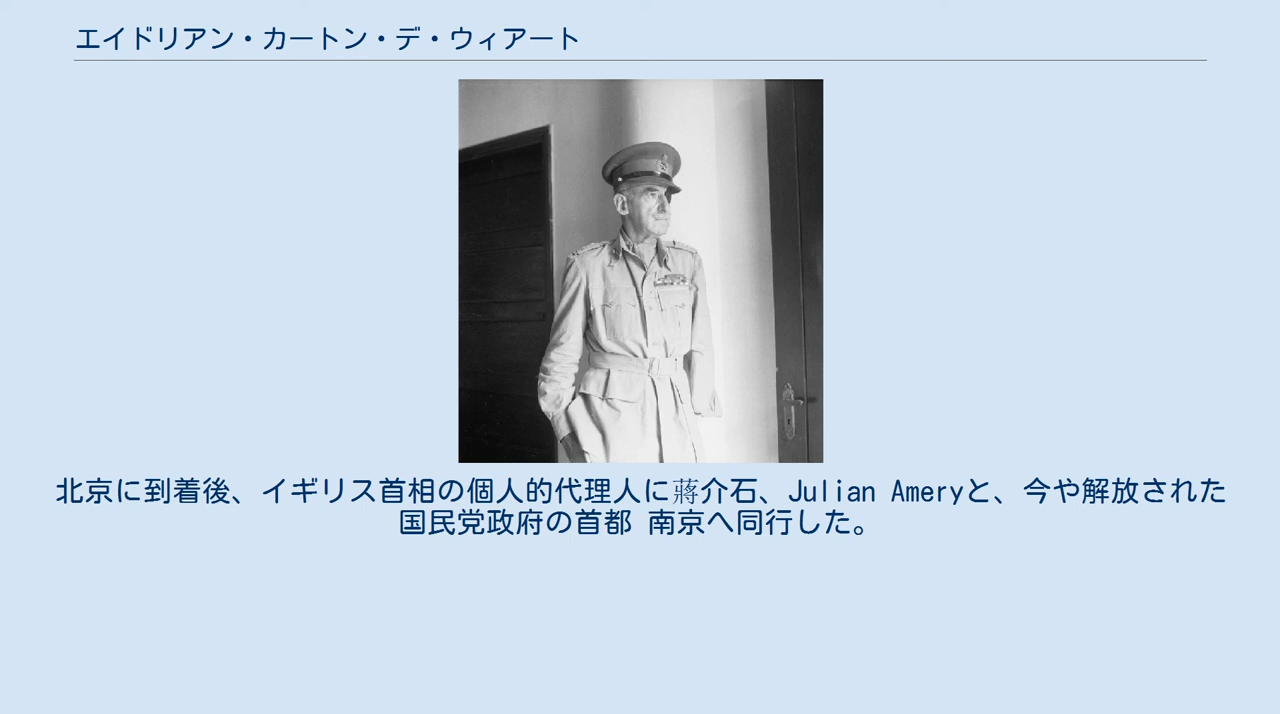 エイドリアン・カートン・デ・ウィアート
北京に到着後、イギリス首相の個人的代理人に蔣介石、Julian Ameryと、今や解放された
国民党政府の首都 南京へ同行した。